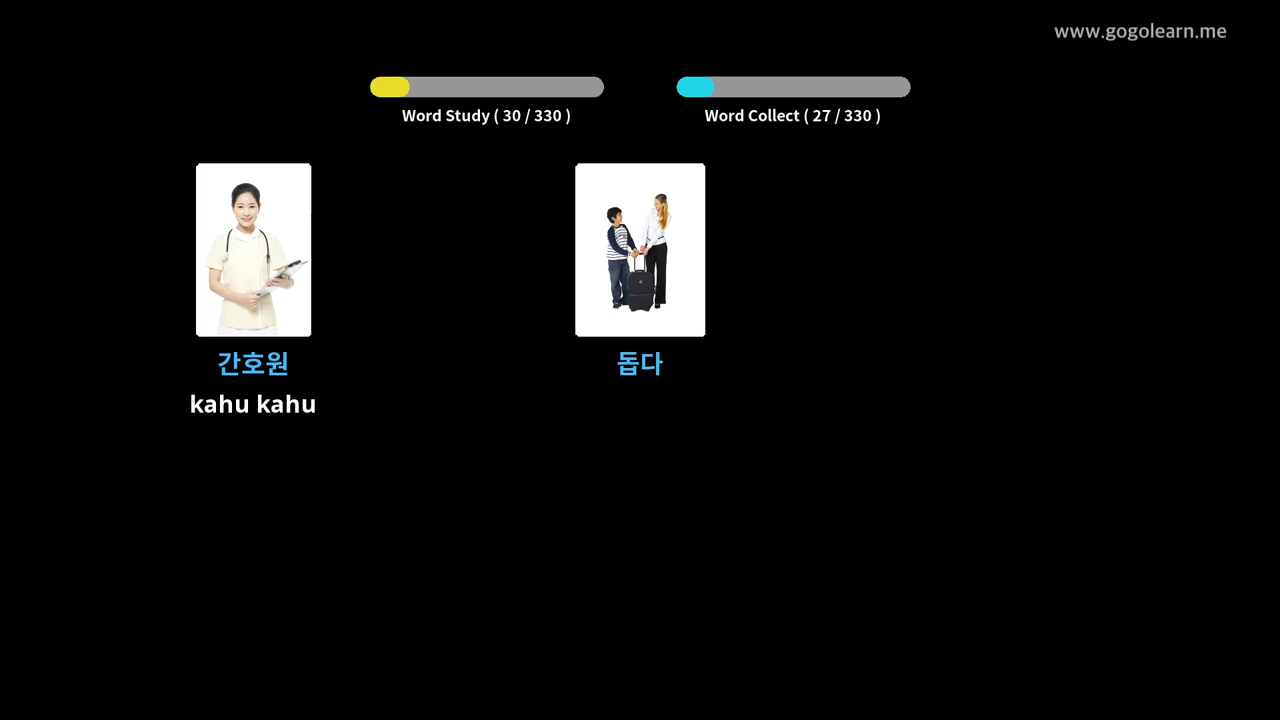 www.gogolearn.me
Word Study ( 30 / 330 )
Word Collect ( 27 / 330 )
간호원
돕다
kahu kahu